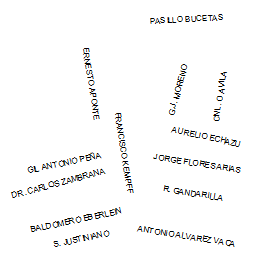 PASILLO BUCETAS
ERNESTO APONTE
G.J. MORENO
CNL. O. AVILA
FRANCISCO KEMPFF
AURELIO ECHAZU
GIL ANTONIO PEÑA
JORGE FLORES ARIAS
DR. CARLOS ZAMBRANA
R. GANDARILLA
BALDOMERO EBERLEIN
S. JUSTINIANO
ANTONIO ALVAREZ VACA